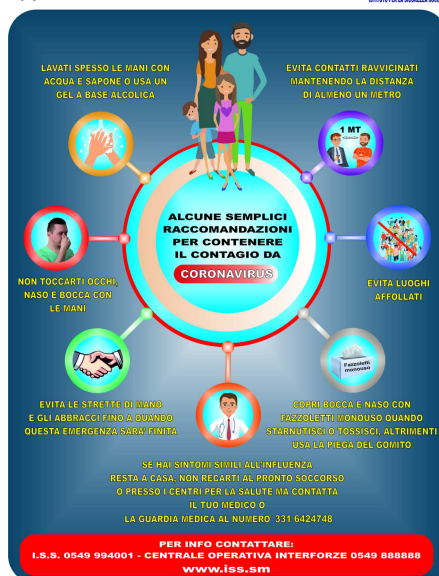 ISTITUTO PER LA SICUREZZA SOCI
LAVATI SPESSO LE MANI CON
ACQUA E SAPONE O USA UN
GEL A BASE ALCOLICA
EVITA CONTATTI RAVVICINATI
MANTENENDO LA DISTANZA
DI ALMENO UN METRO
1 MT
ALCUNE SEMPLICI
RACCOMANDAZIONI
PER CONTENERE
IL CONTAGIO DA
CORONAVIRUS
NON TOCCARTI OCCHI,
NASO E BOCCA CON
LE MANI
EVITA LUOGHI
AFFOLLATI
Fazzoletti
monouso
EVITA LE STRETTE DI MANO
E GLI ABBRACCI FINO A QUANDO
QUESTA EMERGENZA SARA' FINITA
COPRI BOCCA E NASO CON
FAZZOLETTI MONOUSO QUANDO
STARNUTISCI O TOSSISCI, ALTRIMENTI
USA LA PIEGA DEL GOMITO
SE HAI SINTOMI SIMILI ALL'INFLUENZA
RESTA A CASA, NON RECARTI AL PRONTO SOCCORSO
O PRESSO I CENTRI PER LA SALUTE MA CONTATTA
IL TUO MEDICO O
LA GUARDIA MEDICA AL NUMERO 331 6424748
PER INFO CONTATTARE:
I.S.S. 0549 994001 - CENTRALE OPERATIVA INTERFORZE 0549 888888
www.iss.sm